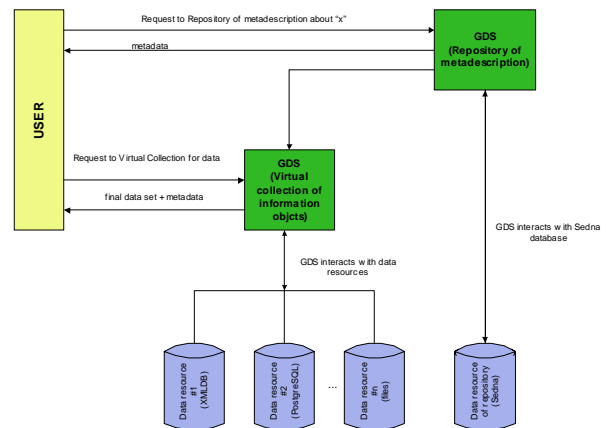 Request to Repository of metadescription about “x”
metadata
GDS
(Repository of
metadescription)
USER
Request to Virtual Collection for data
final data set + metadata
GDS
(Virtual
collection of
information
objcts)
GDS interacts with Sedna
database
GDS interacts with data
resources
Data resource
#1
(XMLDB)
Data resource
#2
(PostgreSQL)
...
Data resource
#n
(files)
Data resource
of repository
(Sedna)